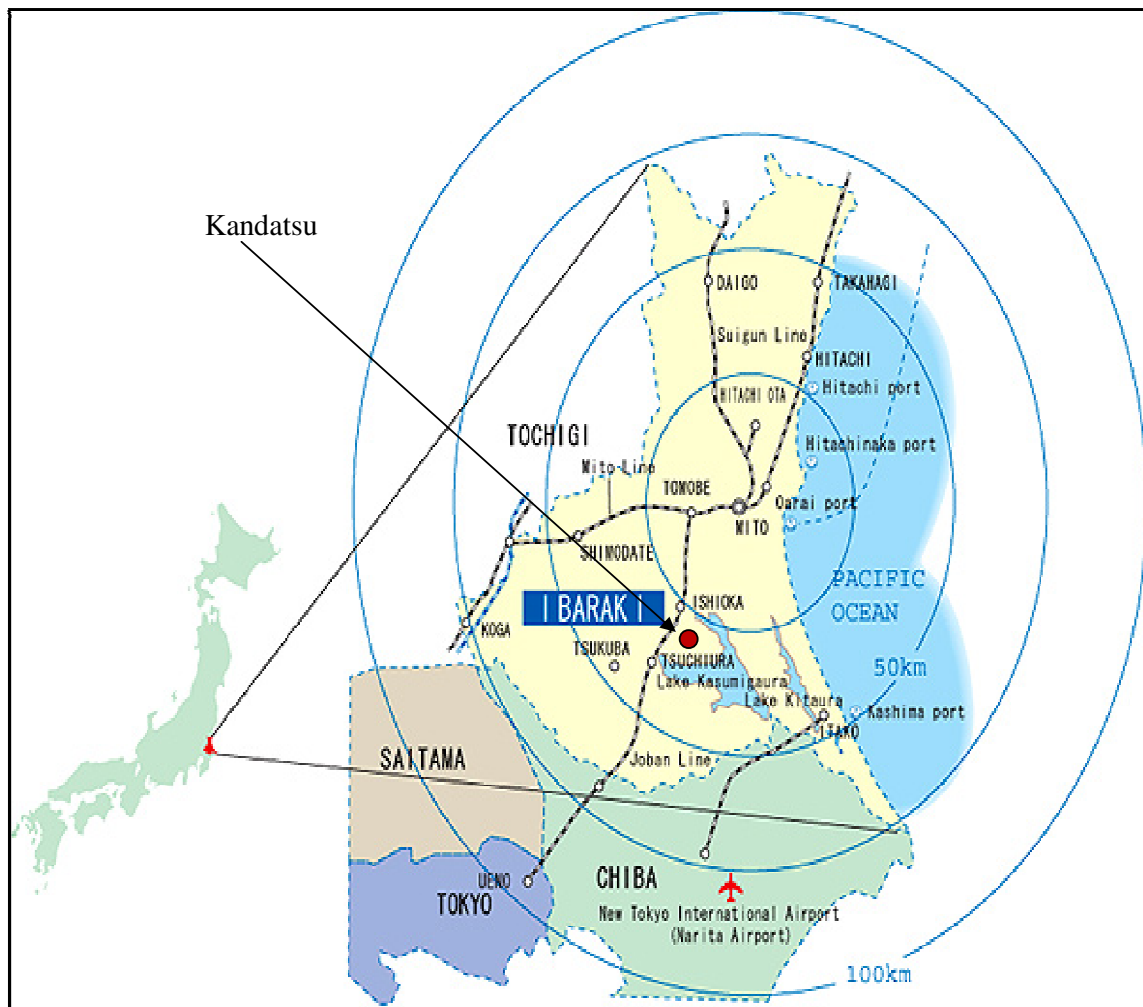 Kandatsu
DAIGO
TAKAHAGI
Suigun Line
HITACHI
Hitachi port
HITACHI OTA
TOCHIGI
Hitachinaka port
Mito Line
TOMOBE
Oarai port
MITO
SHIMODATE
PACIFIC
OCEAN
IBARAKI
ISHIOKA
KOGA
TSUKUBA
TSUCHIURA
Lake Kasumigaura
50km
Lake Kitaura
Kashima port
ITAKO
SAITAMA
Joban Line
UENO
CHIBA
TOKYO
New Tokyo International Airport
(Narita Airport)
100km